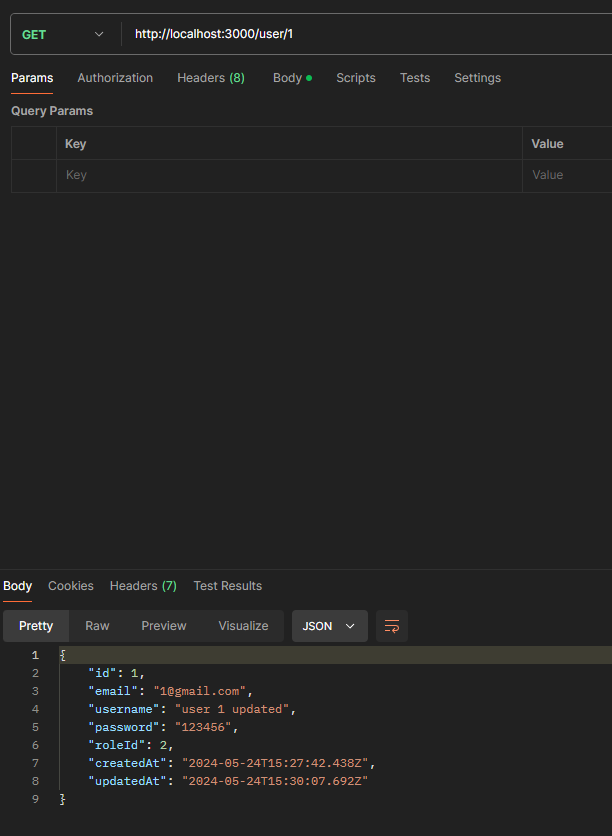 GET http://localhost:3000/user/1
Params Authorization Headers (8) Body Scripts Tests Settings
Query Params
Key Value
Key Value
Body Cookies Headers (7) Test Results
Pretty Raw Preview Visualize JSON
1 {
2 "id": 1,
3 "email": "1@gmail.com",
4 "username": "user 1 updated",
5 "password": "123456",
6 "roleId": 2,
7 "createdAt": "2024-05-24T15:27:42.438Z",
8 "updatedAt": "2024-05-24T15:30:07.692Z"
9 }